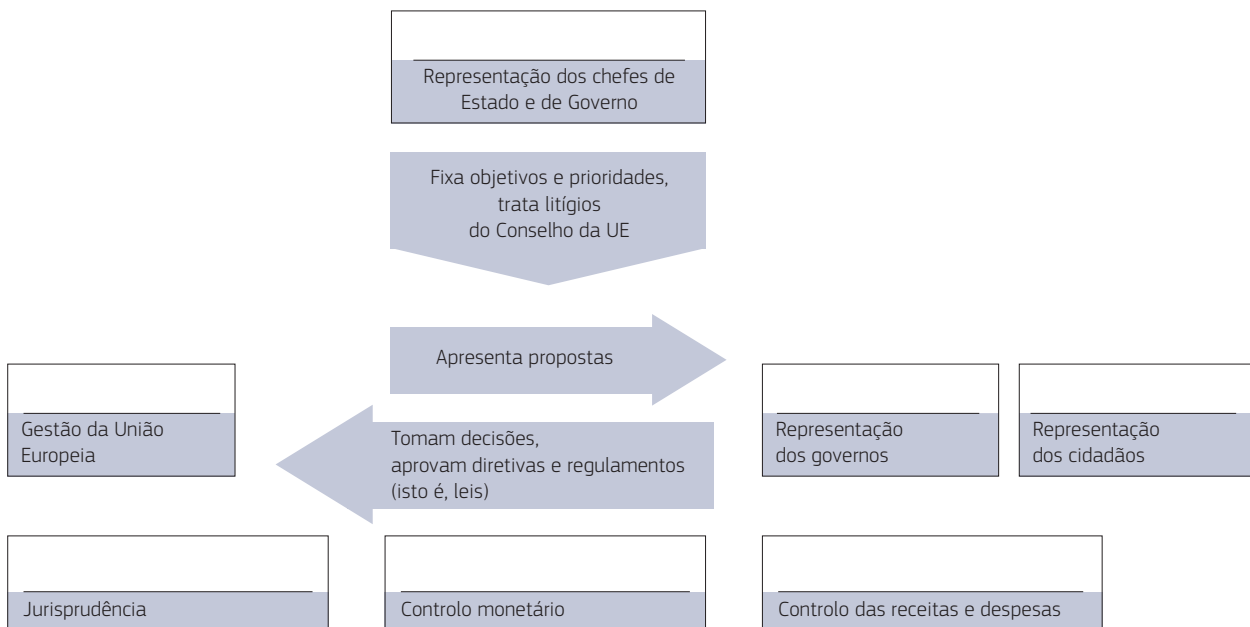 Representação dos chefes de
Estado e de Governo
Fixa objetivos e prioridades,
trata litígios
do Conselho da UE
Apresenta propostas
Gestão da União
Europeia
Tomam decisões,
aprovam diretivas e regulamentos
(isto é, leis)
Representação
dos governos
Representação
dos cidadãos
Jurisprudência
Controlo monetário
Controlo das receitas e despesas